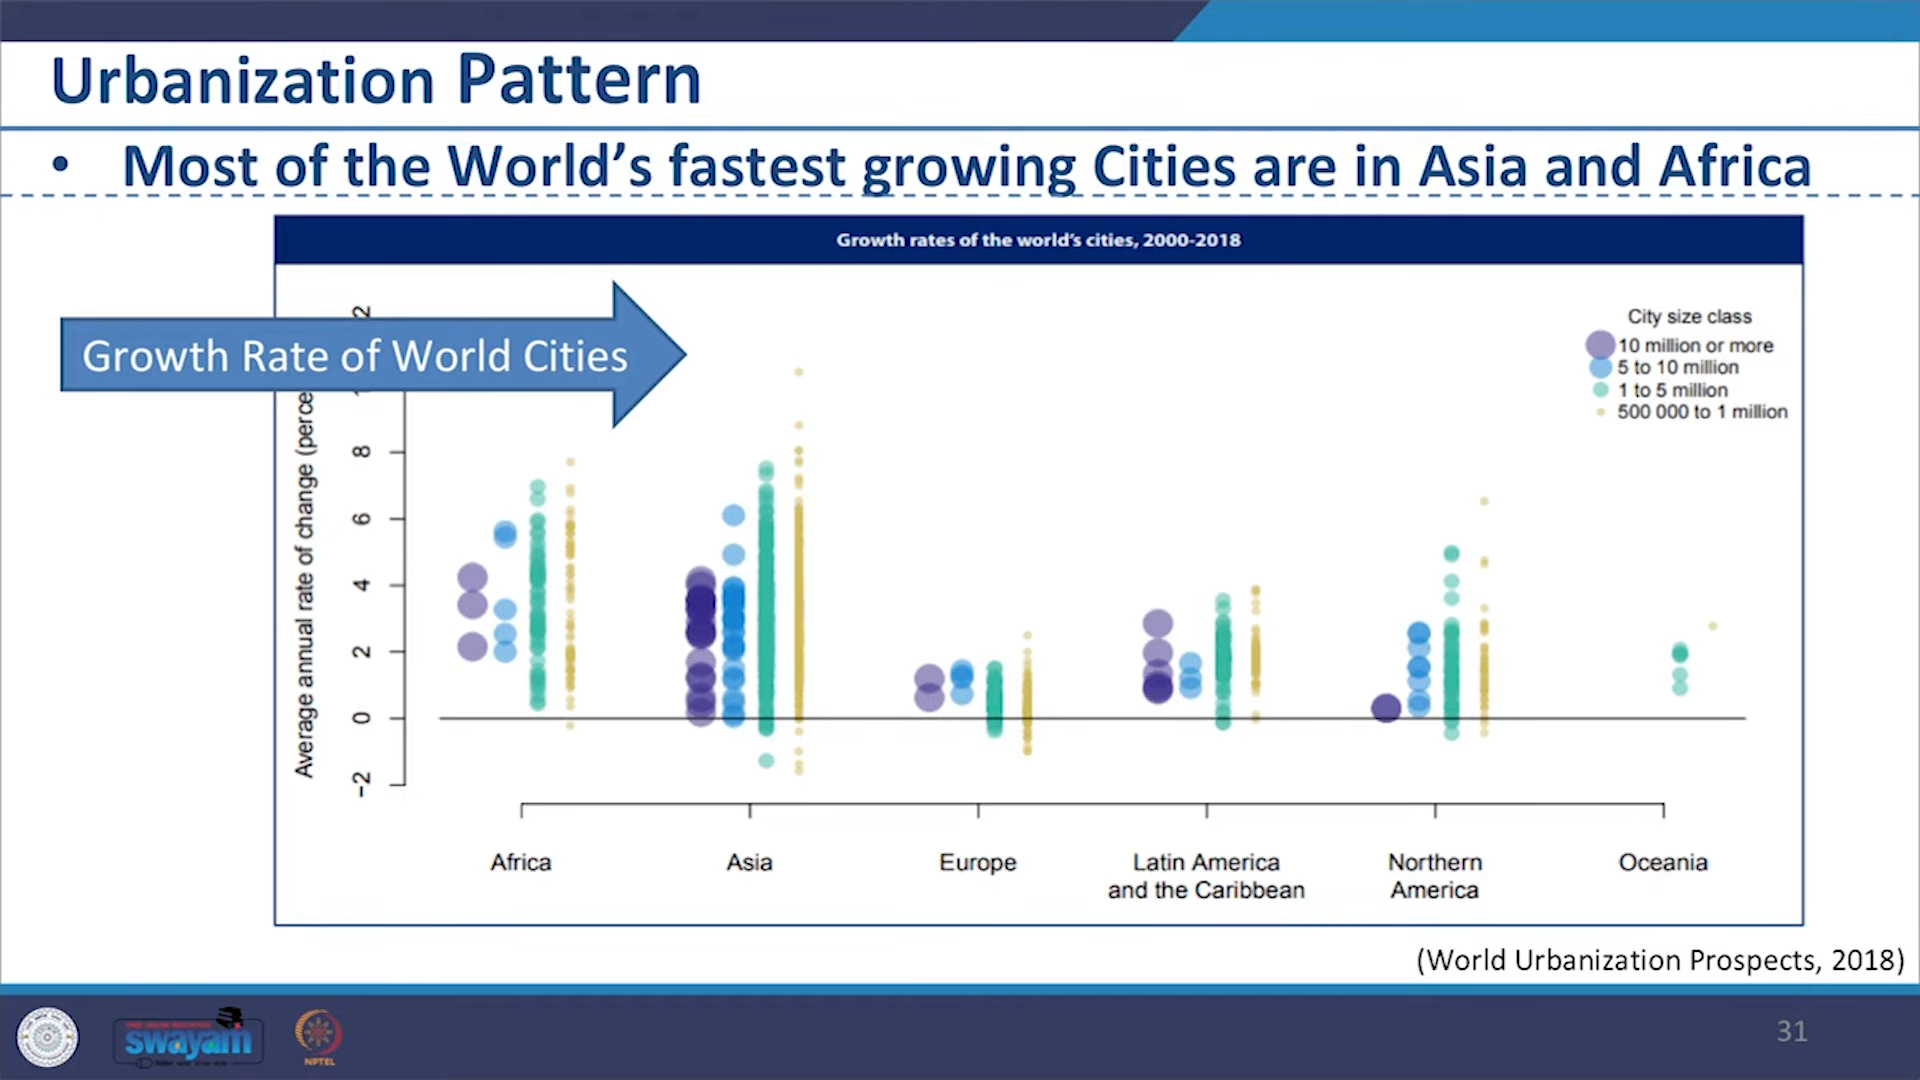 Urbanization Pattern
• Most of the World's fastest growing Cities are in Asia and Africa
Growth rates of the world's cities, 2000-2018
Growth Rate of World Cities
Average annual rate of change (perce
2
8
6
4
2
0
-2
City size class
10 million or more
5 to 10 million
1 to 5 million
500 000 to 1 million
Africa
Asia
Europe
Latin America
and the Caribbean
Northern
America
Oceania
(World Urbanization Prospects, 2018)
swayam
NPTEL
31